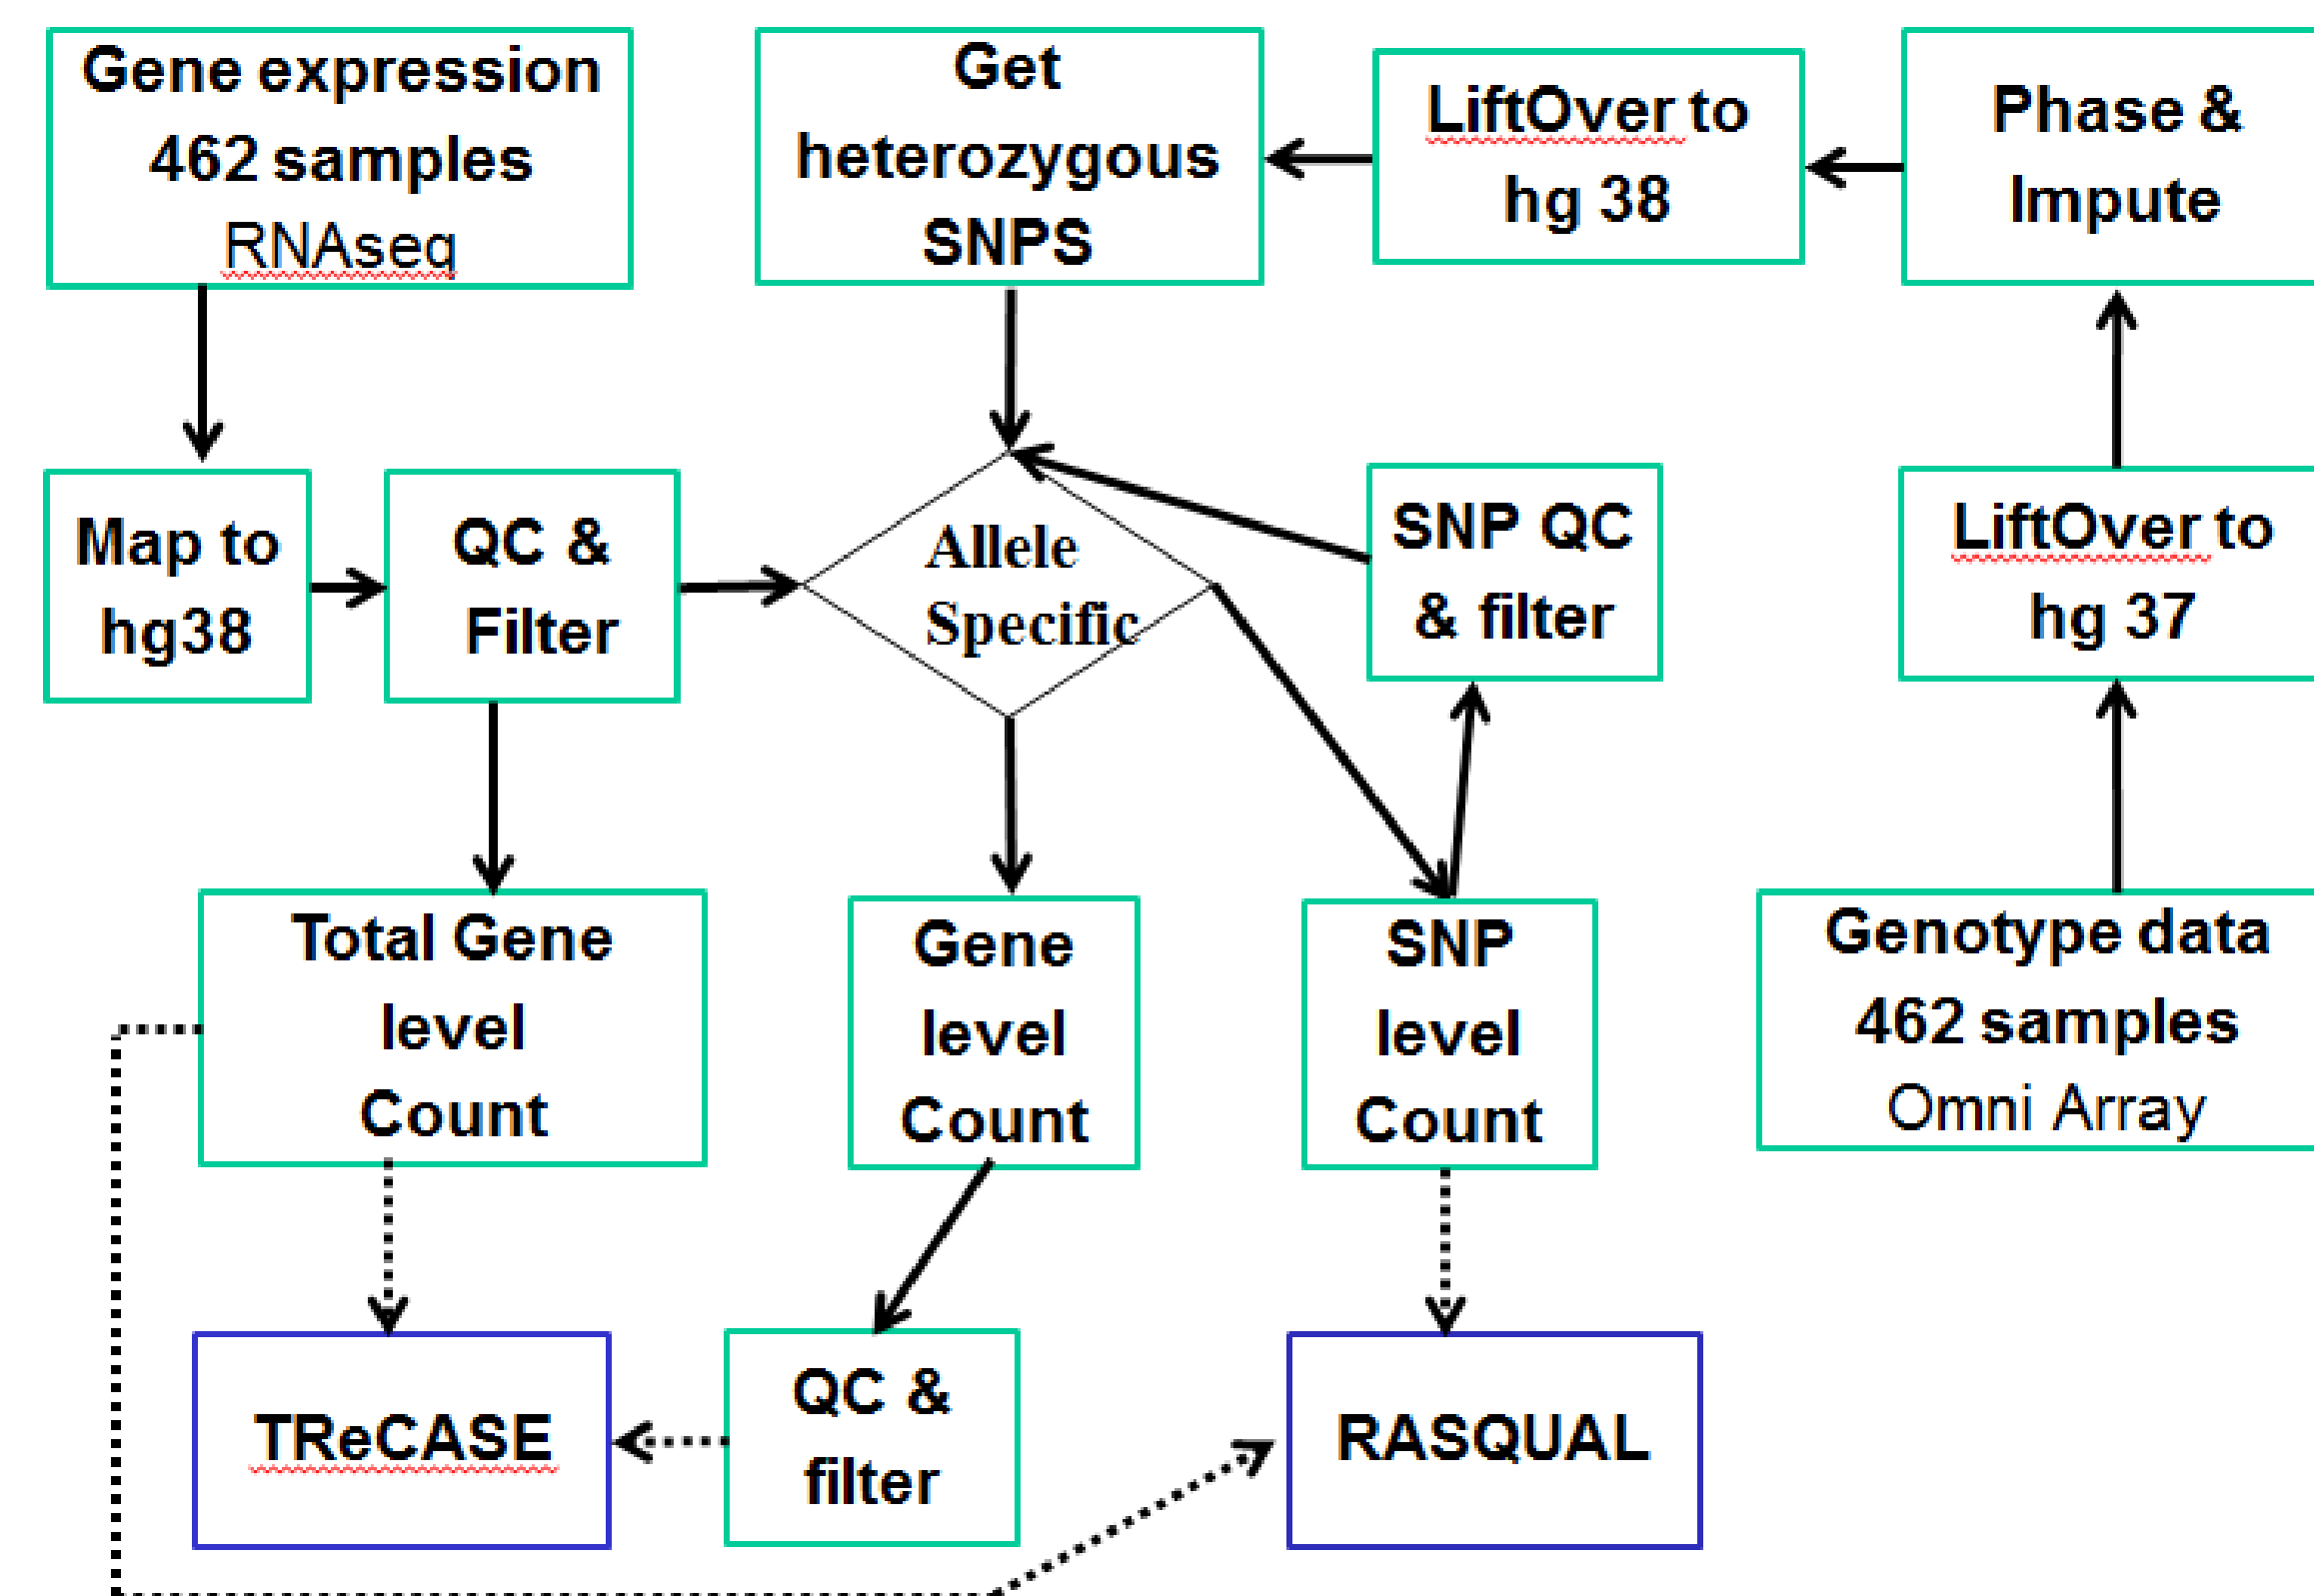 Gene expression
462 samples
RNAseq
Get
heterozygous
SNPS
LiftOver to
hg 38
Phase &
Impute
Map to
hg38
QC &
Filter
Allele
Specific
SNP QC
& filter
LiftOver to
hg 37
Total Gene
level
Count
Gene
level
Count
SNP
level
Count
Genotype data
462 samples
Omni Array
TReCASE
QC &
filter
RASQUAL